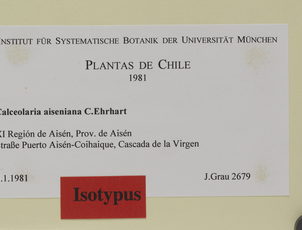 NSTITUT FÜR SYSTEMATISCHE BOTANIK DER UNIVERSITÄT MÜNCHEN
PLANTAS DE CHILE
1981
Calceolaria aiseniana C.Ehrhart
XI Región de Aisén, Prov. de Aisén
Straße Puerto Aisén-Coihaique, Cascada de la Virgen
.1.1981 J.Grau 2679
Isotypus